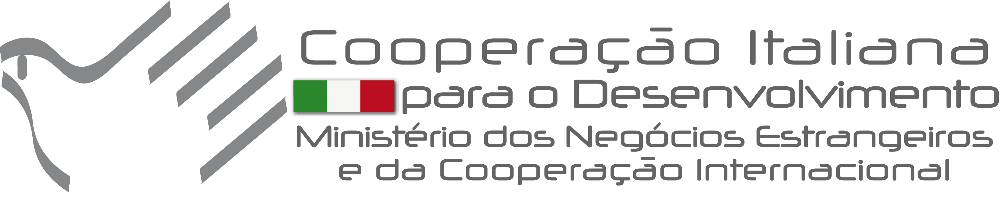 Cooperação Italiana
para o Desenvolvimento
Ministério dos Negócios Estrangeiros
e da Cooperação Internacional